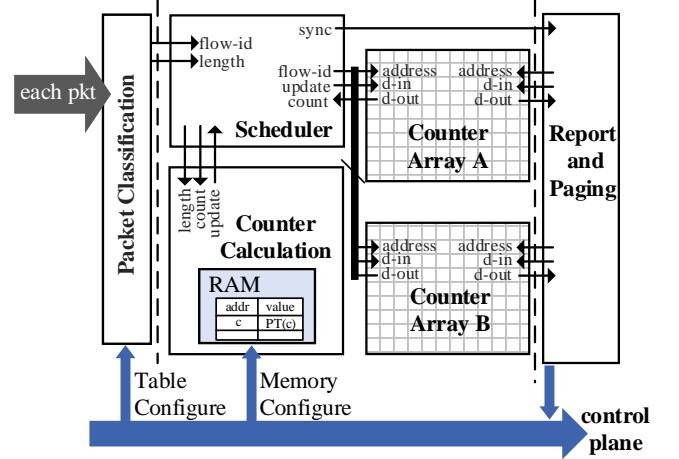 each pkt
Packet Classification
flow-id
length
sync
flow-id
update
count
Scheduler
length
count
update
Counter
Calculation
RAM
addr value
c PT(c)
address address
d-in d-in
d-out d-out
Counter
Array A
address address
d-in d-in
d-out d-out
Counter
Array B
Report
and
Paging
Table
Configure
Memory
Configure
control
plane